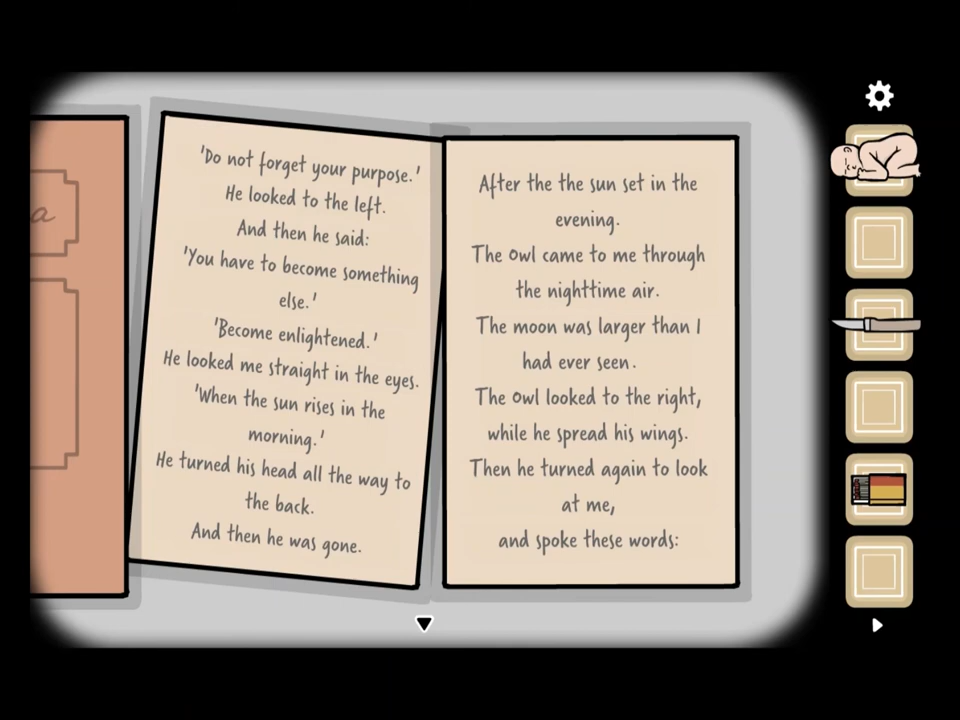 a
'Do not forget your purpose.'
He looked to the left.
And then he said:
'You have to become something
else.'
'Become enlightened.'
He looked me straight in the eyes.
'When the sun rises in the
morning.'
He turned his head all the way to
the back.
And then he was gone.
After the the sun set in the
evening.
The Owl came to me through
the nighttime air.
The moon was larger than I
had ever seen.
The Owl looked to the right,
while he spread his wings.
Then he turned again to look
at me,
and spoke these words: